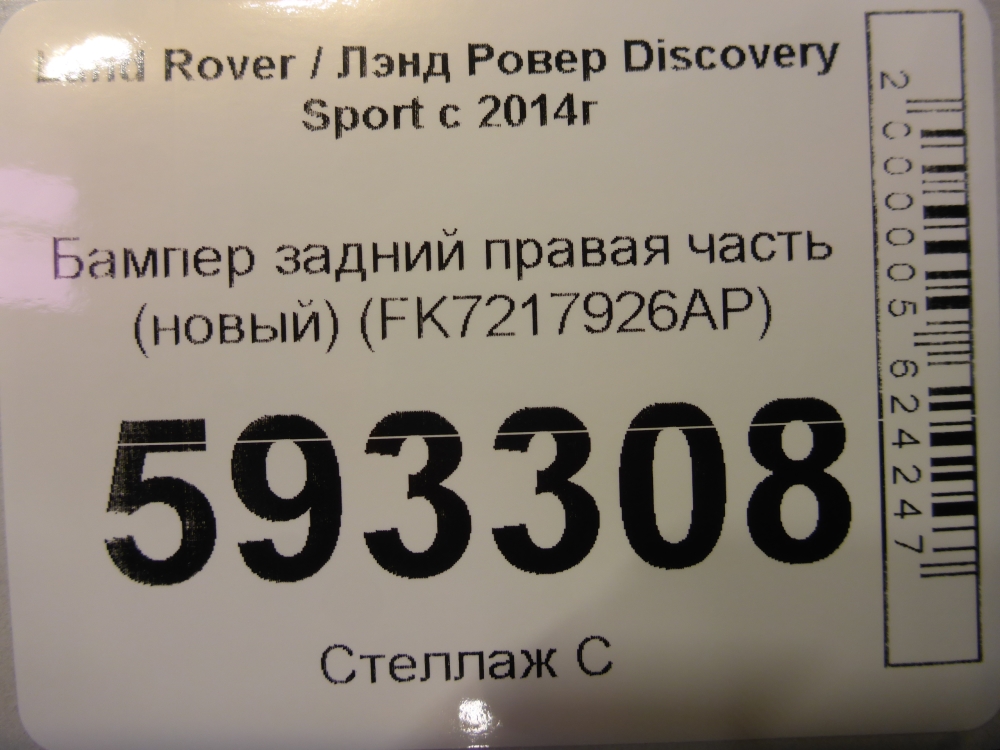 Land Rover / Лэнд Ровер Discovery
Sport с 2014г
Бампер задний правая часть
(новый) (FK7217926AP)
593308
Стеллаж С
2000005624247